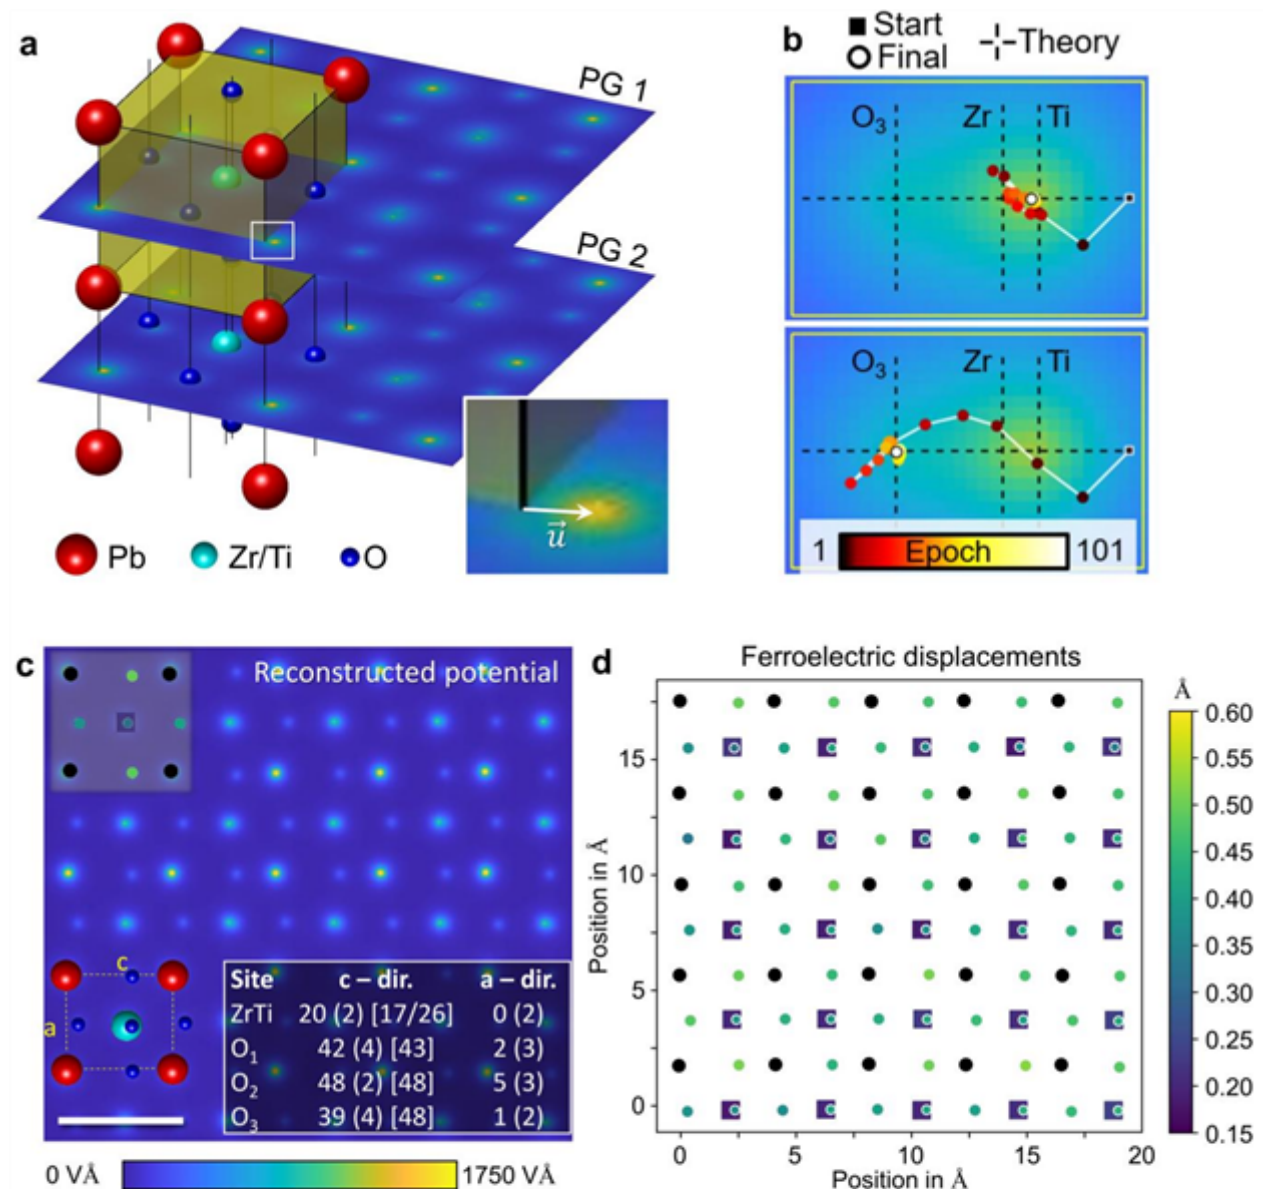 a
PG 1
PG 2
u
Pb Zr/Ti O
b
Start
Final
Theory
O3 Zr Ti
O3 Zr Ti
1 Epoch 101
c
Reconstructed potential
c
a
Site c – dir. a – dir.
ZrTi 20 (2) [17/26] 0 (2)
O1 42 (4) [43] 2 (3)
O2 48 (2) [48] 5 (3)
O3 39 (4) [48] 1 (2)
0 VÅ 1750 VÅ
d
Ferroelectric displacements
Å
0.60
0.55
0.50
0.45
0.40
0.35
0.30
0.25
0.20
0.15
Position in Å
15
10
5
0
0 5 10 15 20
Position in Å